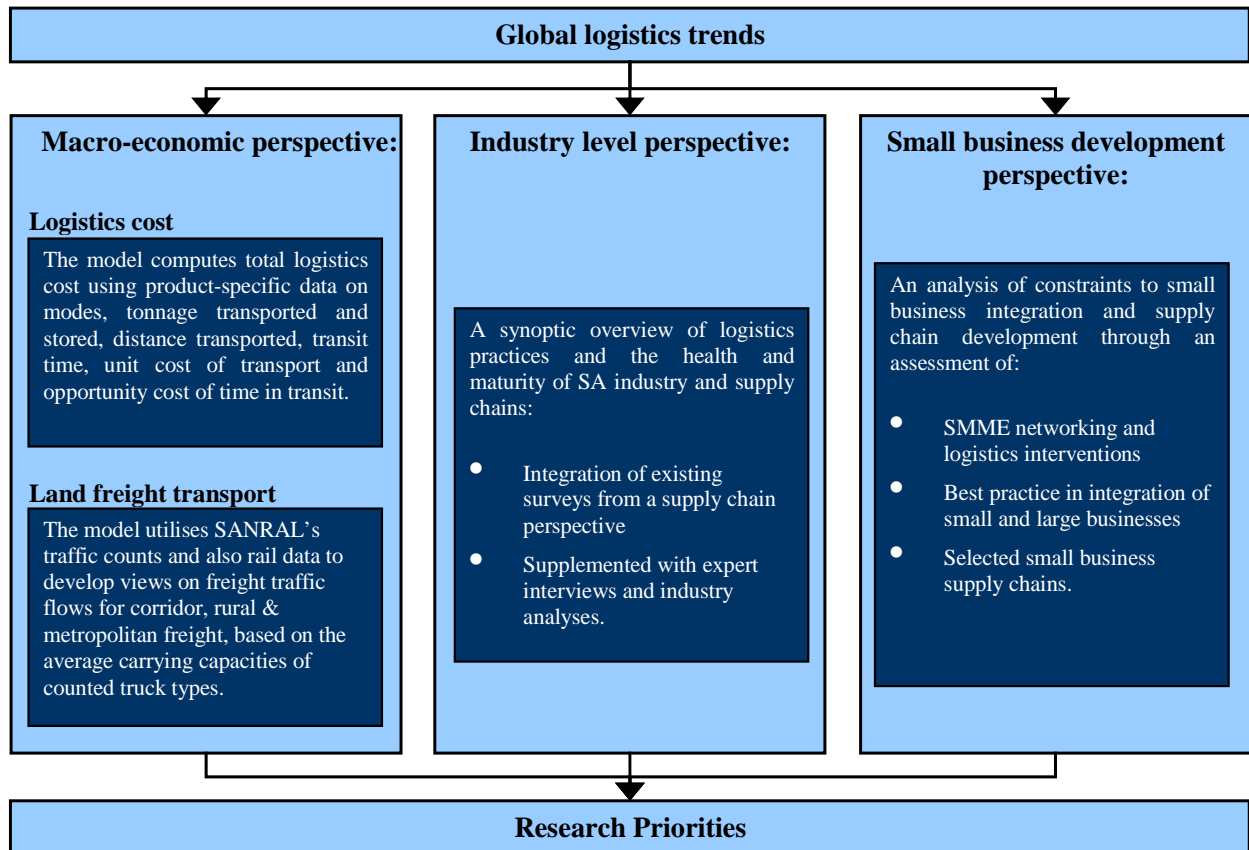 Global logistics trends
Macro-economic perspective:
Logistics cost
The model computes total logistics
cost using product-specific data on
modes, tonnage transported and
stored, distance transported, transit
time, unit cost of transport and
opportunity cost of time in transit.
Land freight transport
The model utilises SANRAL’s
traffic counts and also rail data to
develop views on freight traffic
flows for corridor, rural &
metropolitan freight, based on the
average carrying capacities of
counted truck types.
Industry level perspective:
A synoptic overview of logistics
practices and the health and
maturity of SA industry and supply
chains:
• Integration of existing
surveys from a supply chain
perspective
• Supplemented with expert
interviews and industry
analyses.
Small business development
perspective:
An analysis of constraints to small
business integration and supply
chain development through an
assessment of:
• SMME networking and
logistics interventions
• Best practice in integration of
small and large businesses
• Selected small business
supply chains.
Research Priorities